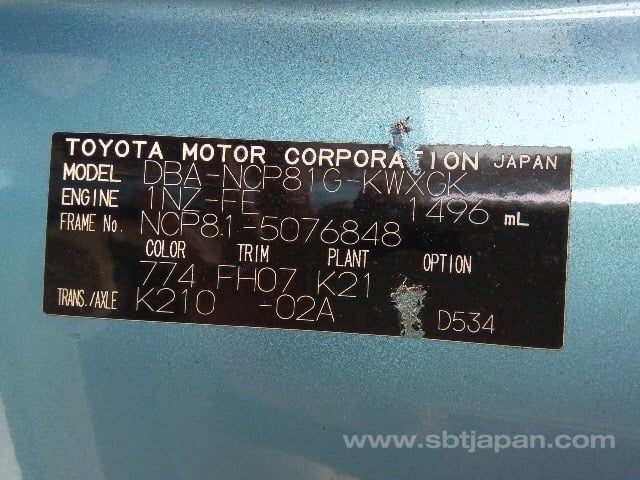 TOYOTA MOTOR CORPORATION JAPAN
MODEL DBA-NCP81G-KWXGK
ENGINE 1NZ-FE 1496 mL
FRAME No. NCP81-5076848
COLOR TRIM PLANT OPTION
774 FH07 K21
TRANS./AXLE K210 -02A D534
www.sbtjapan.com